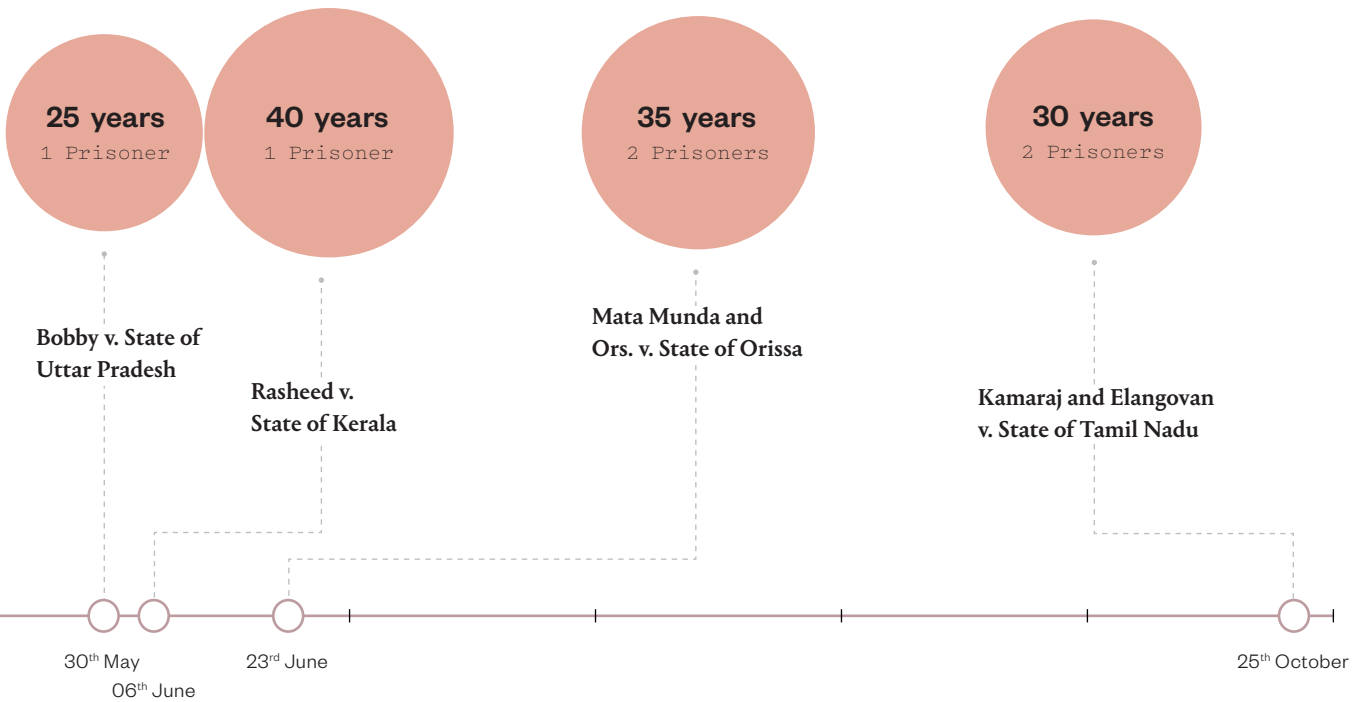 25 years
1 Prisoner
40 years
1 Prisoner
35 years
2 Prisoners
30 years
2 Prisoners
Bobby v. State of
Uttar Pradesh
Rasheed v.
State of Kerala
Mata Munda and
Ors. v. State of Orissa
Kamaraj and Elangovan
v. State of Tamil Nadu
30th May
06th June
23rd June
25th October